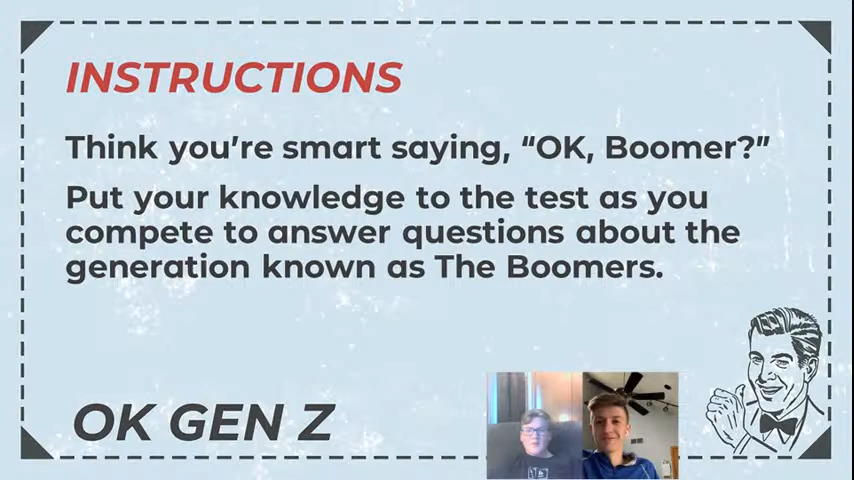 INSTRUCTIONS
Think you're smart saying, “OK, Boomer?”
Put your knowledge to the test as you
compete to answer questions about the
generation known as The Boomers.
OK GEN Z